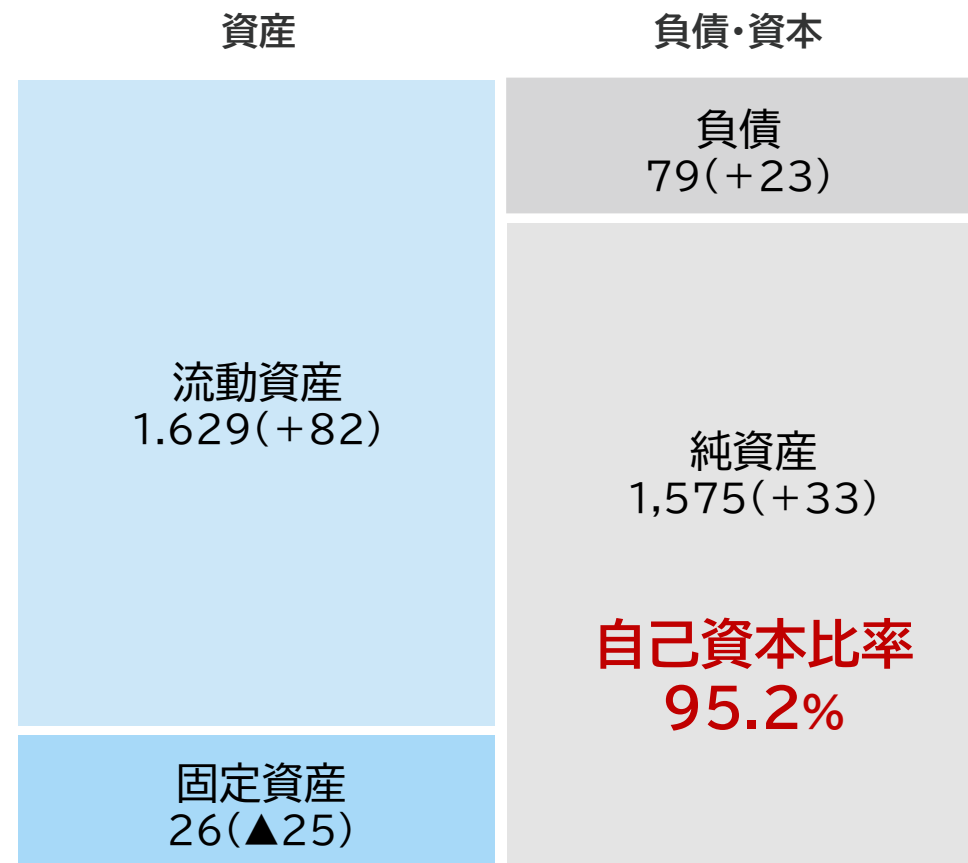 資産
流動資産
1.629(+82)
固定資産
26(▲25)
負債・資本
負債
79(+23)
純資産
1,575(+33)
自己資本比率
95.2%